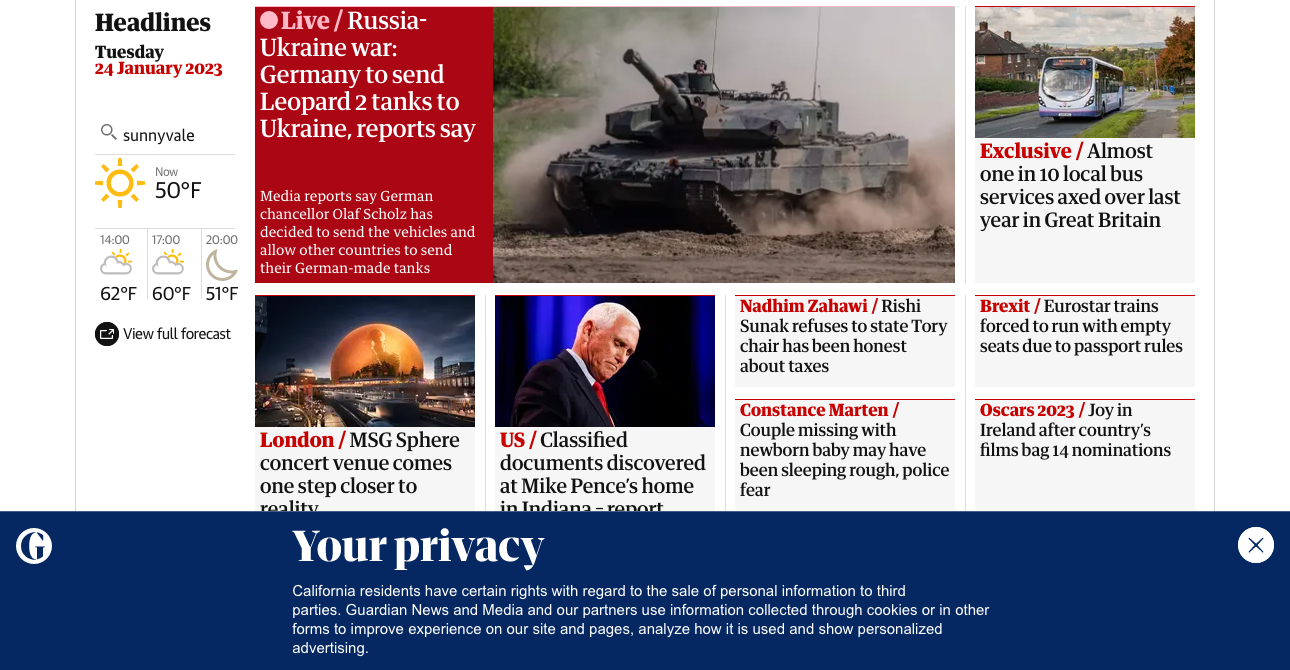 Headlines
Tuesday
24 January 2023
sunnyvale
Now
50°F
14:00
17:00
20:00
62°F
60°F
51°F
View full forecast
Live / Russia-
Ukraine war:
Germany to send
Leopard 2 tanks to
Ukraine, reports say
Media reports say German
chancellor Olaf Scholz has
decided to send the vehicles and
allow other countries to send
their German-made tanks
Exclusive / Almost
one in 10 local bus
services axed over last
year in Great Britain
London / MSG Sphere
concert venue comes
one step closer to
reality
US / Classified
documents discovered
at Mike Pence’s home
in Indiana – report
Nadhim Zahawi / Rishi
Sunak refuses to state Tory
chair has been honest
about taxes
Constance Marten /
Couple missing with
newborn baby may have
been sleeping rough, police
fear
Brexit / Eurostar trains
forced to run with empty
seats due to passport rules
Oscars 2023 / Joy in
Ireland after country’s
films bag 14 nominations
G
Your privacy
California residents have certain rights with regard to the sale of personal information to third
parties. Guardian News and Media and our partners use information collected through cookies or in other
forms to improve experience on our site and pages, analyze how it is used and show personalized
advertising.